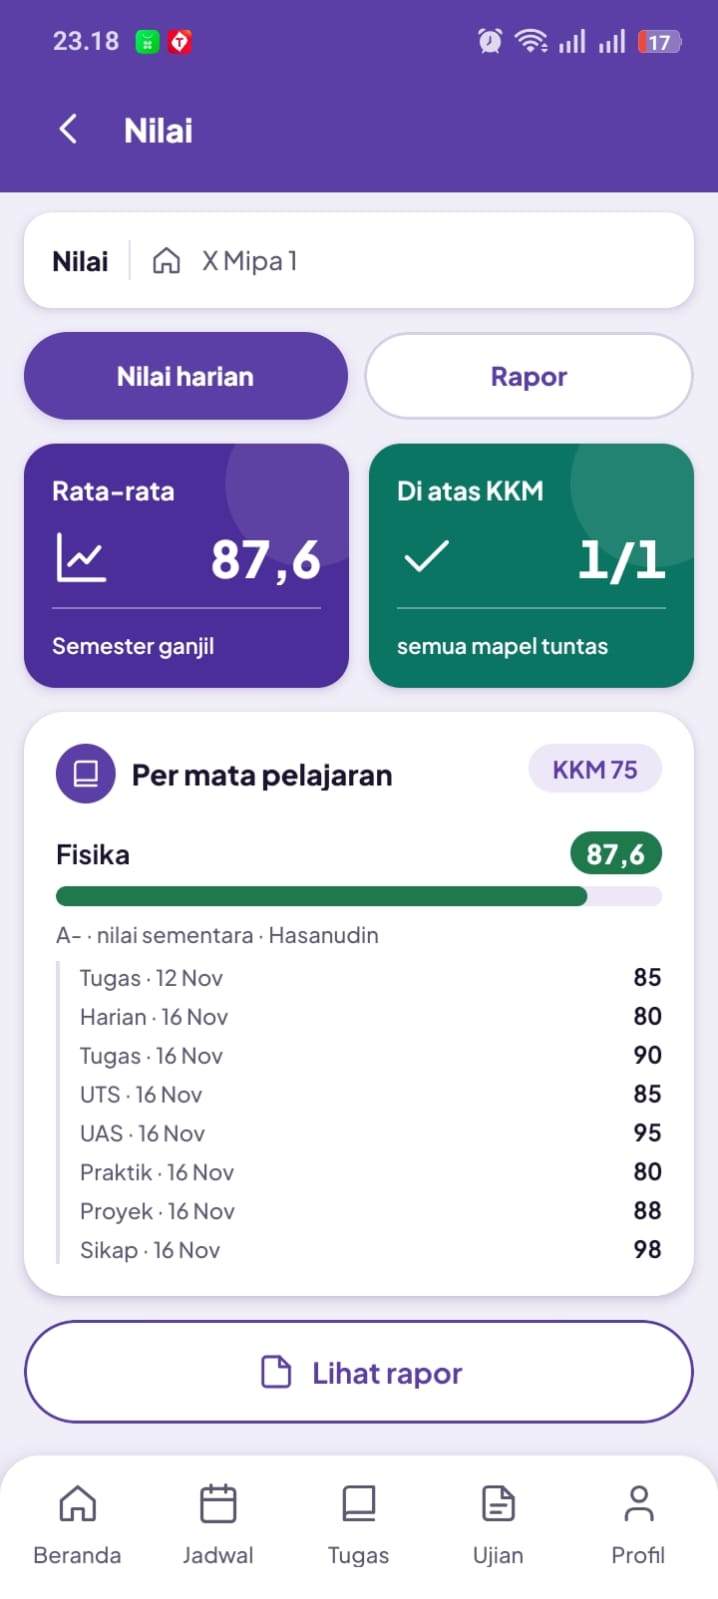 23.18
17
Nilai
Nilai
X Mipa 1
Nilai harian
Rapor
Rata-rata
87,6
Semester ganjil
Di atas KKM
1/1
semua mapel tuntas
Per mata pelajaran
KKM 75
Fisika
87,6
A- · nilai sementara · Hasanudin
Tugas · 12 Nov 85
Harian · 16 Nov 80
Tugas · 16 Nov 90
UTS · 16 Nov 85
UAS · 16 Nov 95
Praktik · 16 Nov 80
Proyek · 16 Nov 88
Sikap · 16 Nov 98
Lihat rapor
Beranda
Jadwal
Tugas
Ujian
Profil